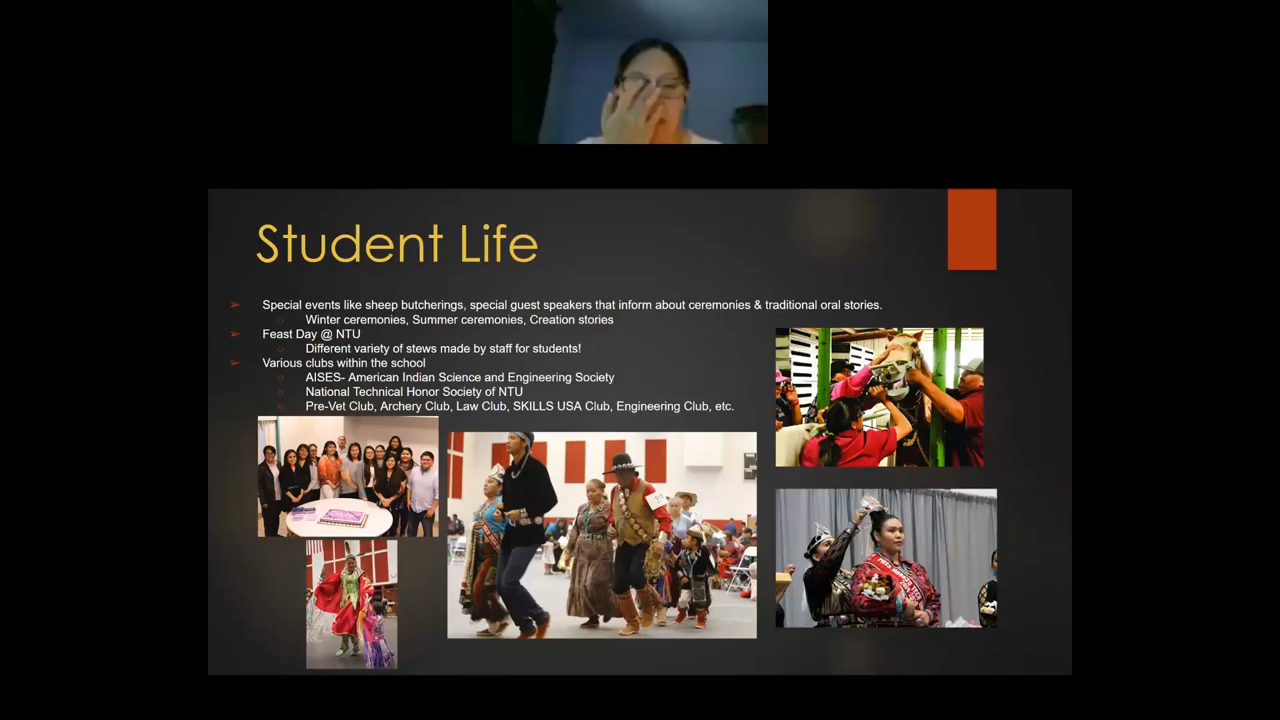 Student Life
Special events like sheep butcherings, special guest speakers that inform about ceremonies & traditional oral stories.
Winter ceremonies, Summer ceremonies, Creation stories
Feast Day @ NTU
Different variety of stews made by staff for students!
Various clubs within the school
AISES- American Indian Science and Engineering Society
National Technical Honor Society of NTU
Pre-Vet Club, Archery Club, Law Club, SKILLS USA Club, Engineering Club, etc.